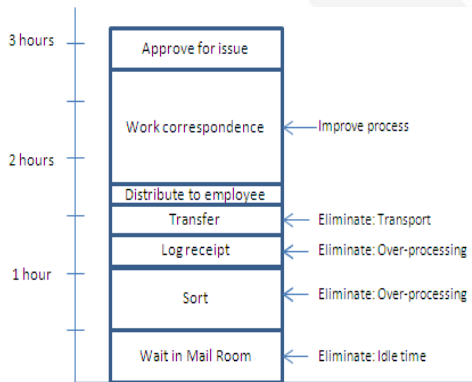 3 hours
Approve for issue
Work correspondence
Improve process
2 hours
Distribute to employee
Transfer
Eliminate: Transport
Log receipt
Eliminate: Over-processing
1 hour
Sort
Eliminate: Over-processing
Wait in Mail Room
Eliminate: Idle time